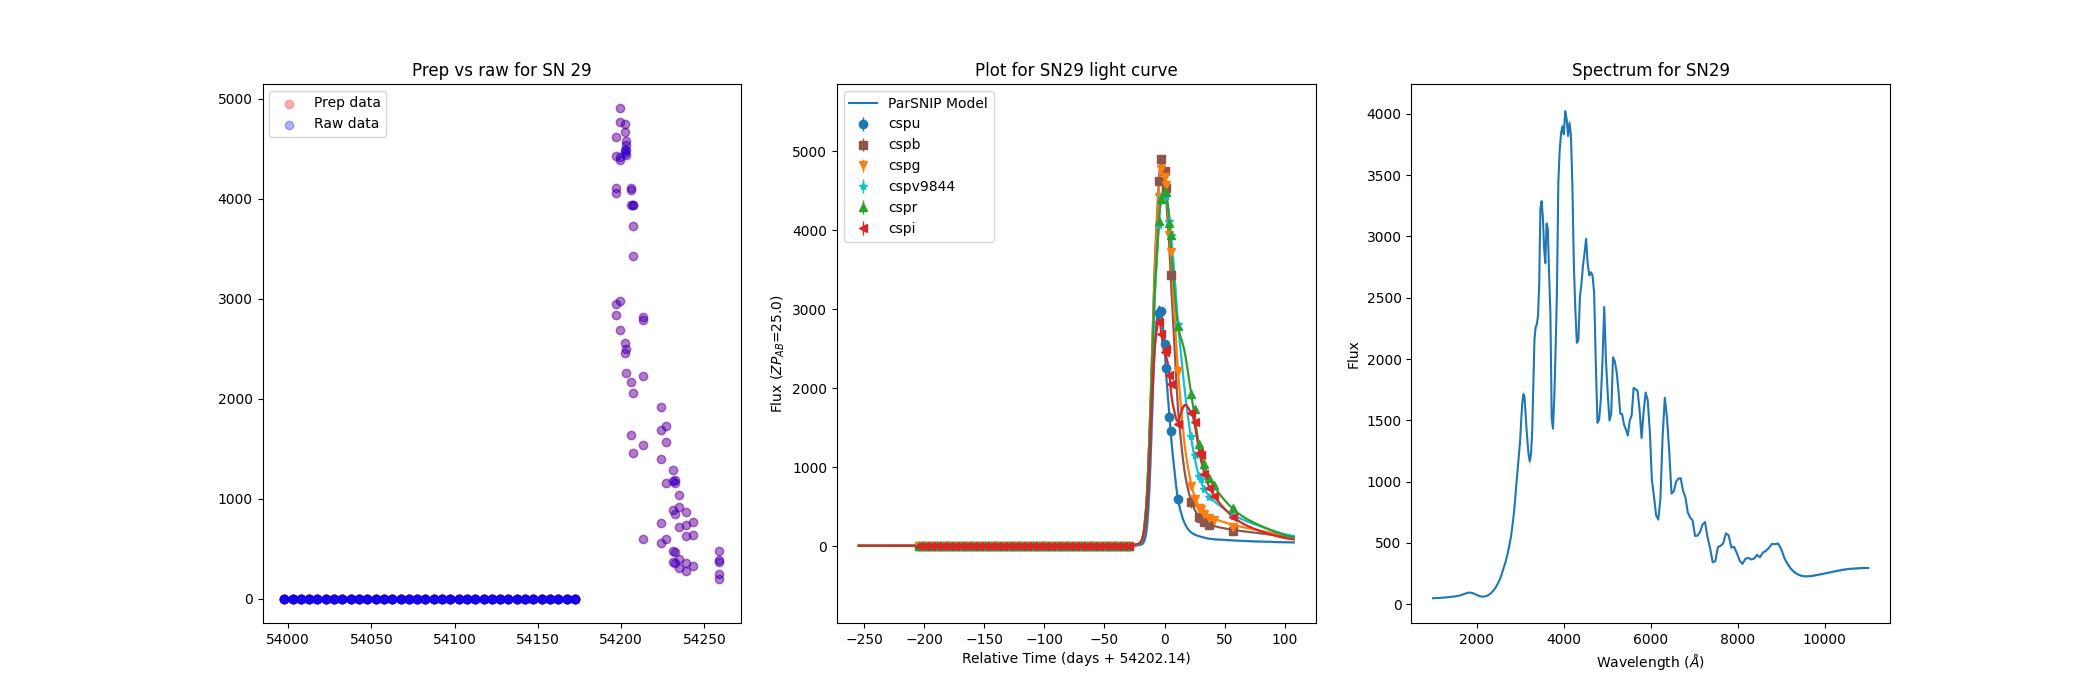 Prep vs raw for SN 29
Prep data
Raw data
5000
4000
3000
2000
1000
0
54000
54050
54100
54150
54200
54250
Plot for SN29 light curve
ParSNIP Model
cspu
cspb
cspg
cspv9844
cspr
cspi
Flux (ZP_AB=25.0)
5000
4000
3000
2000
1000
0
−250
−200
−150
−100
−50
0
50
100
Relative Time (days + 54202.14)
Spectrum for SN29
Flux
4000
3500
3000
2500
2000
1500
1000
500
0
2000
4000
6000
8000
10000
Wavelength (Å)